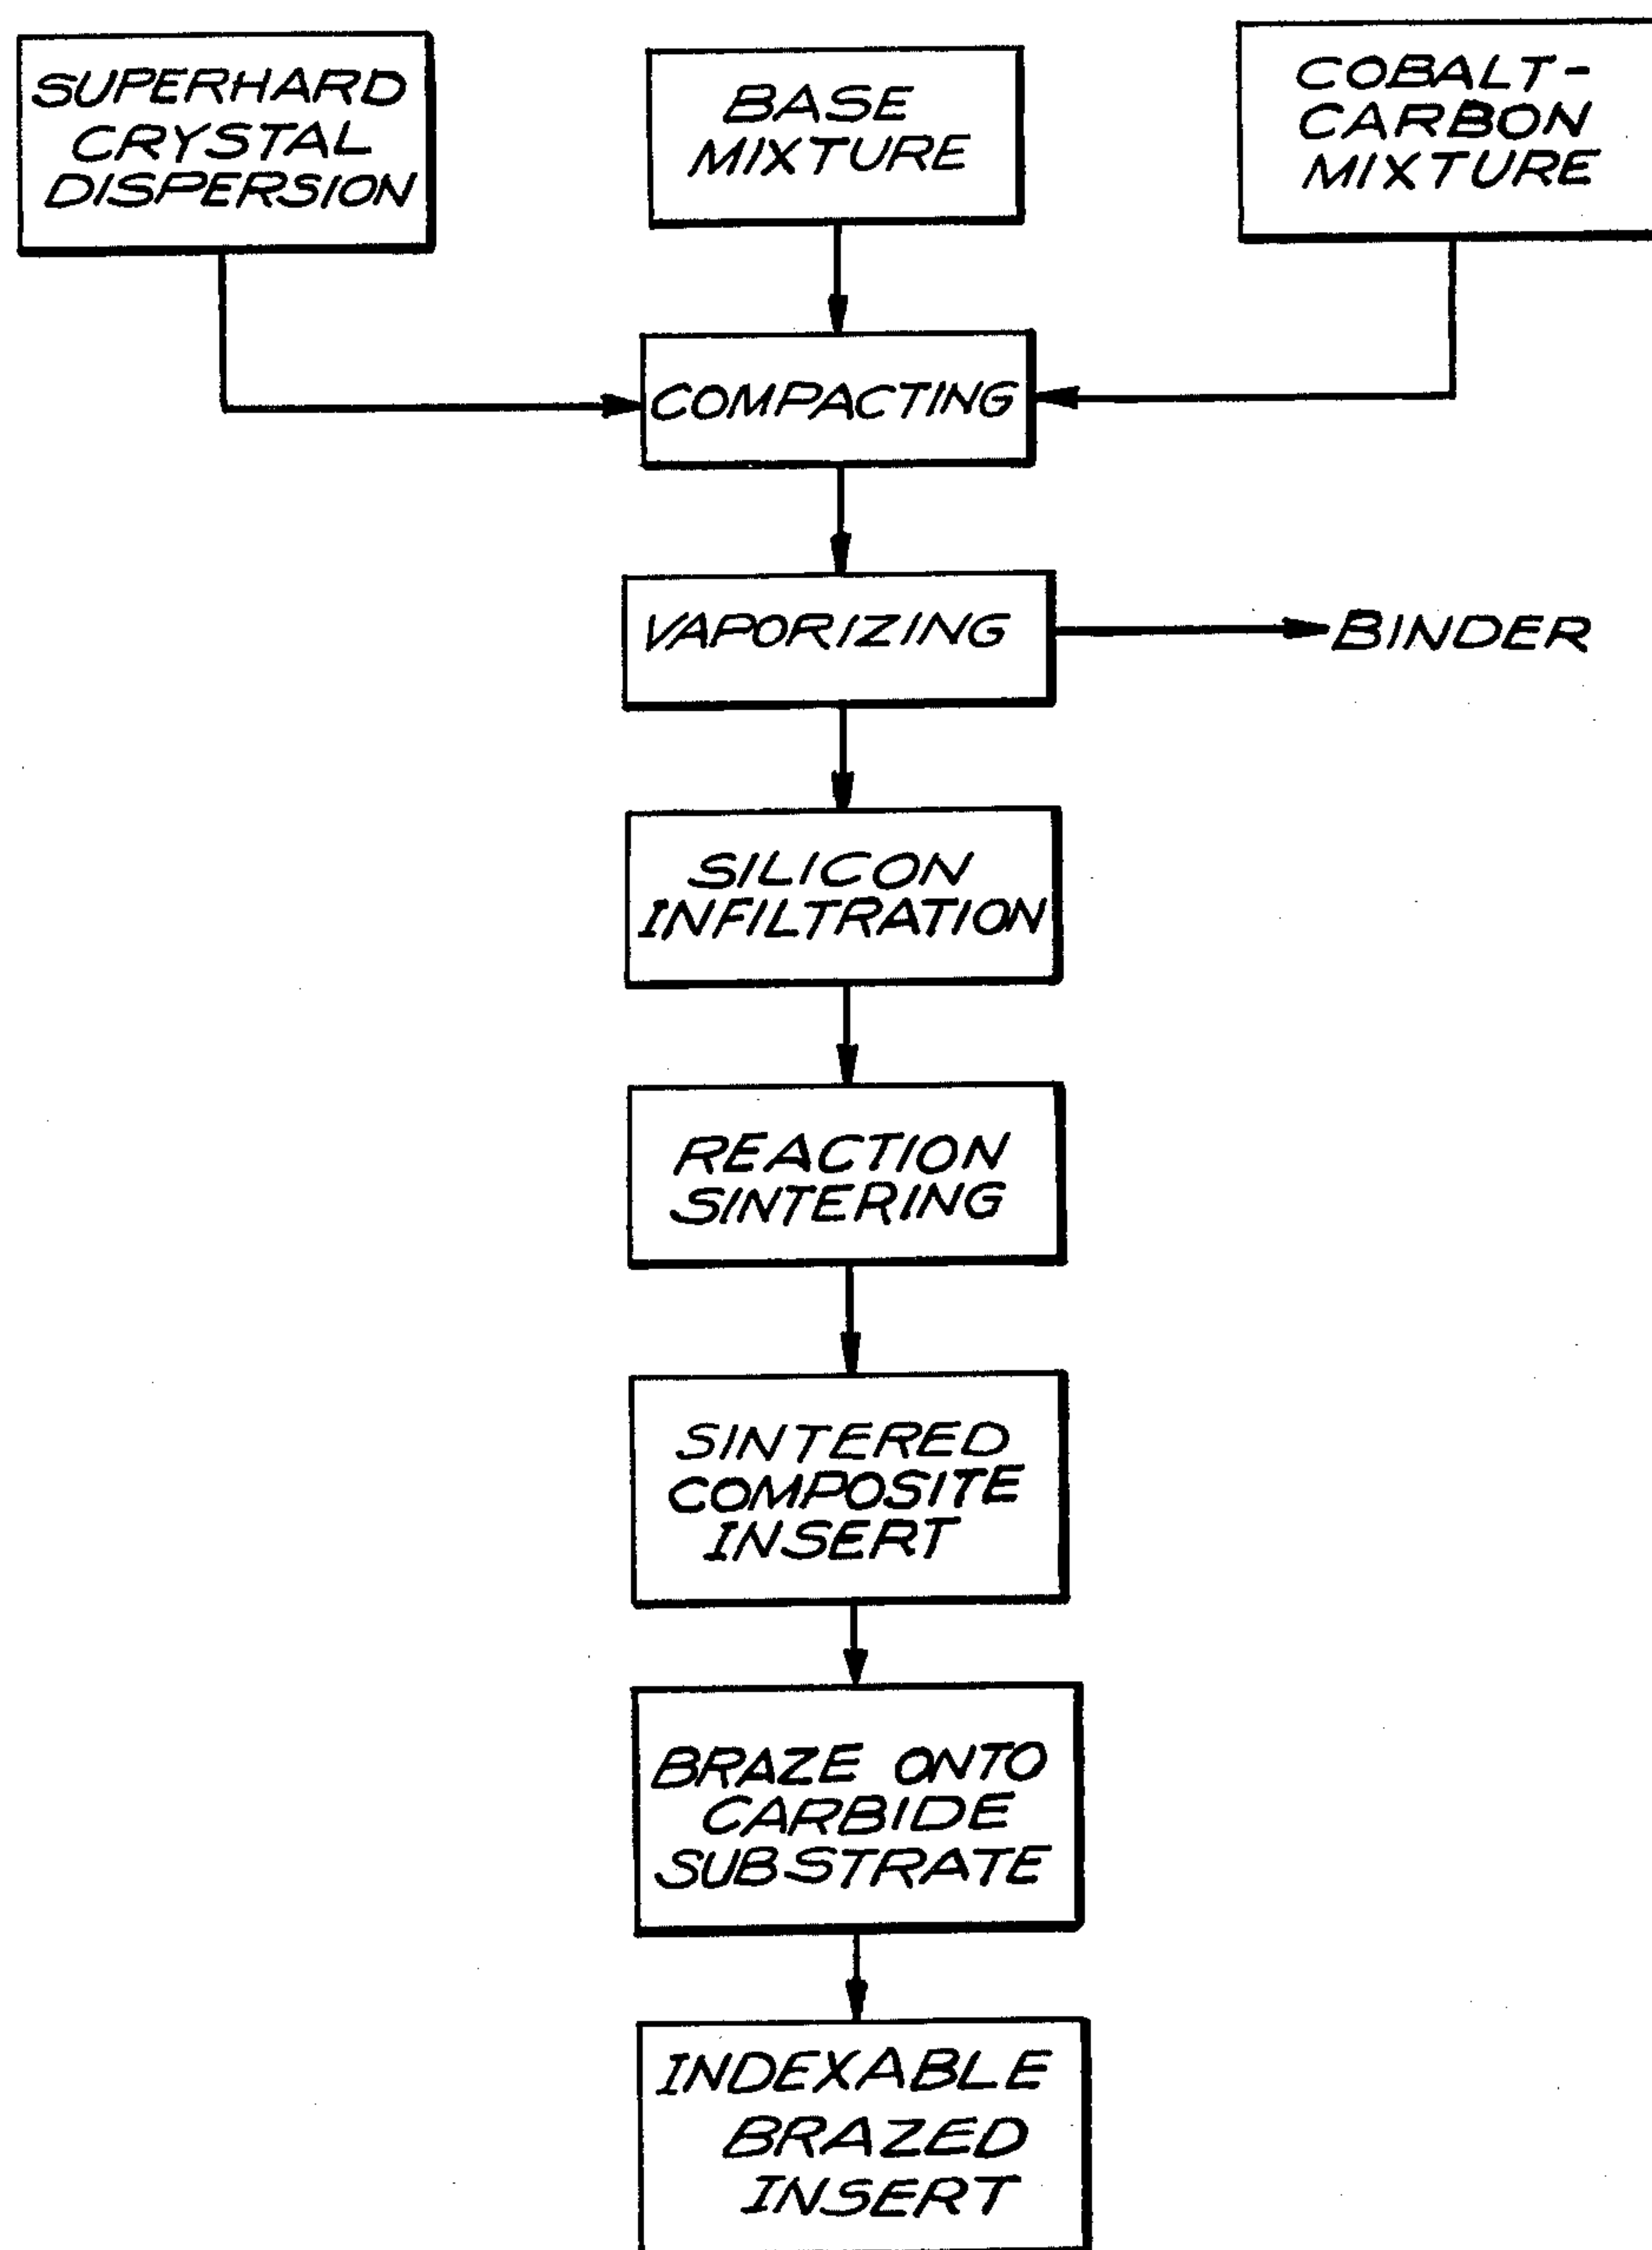 SUPERHARD
CRYSTAL
DISPERSION
BASE
MIXTURE
COBALT-
CARBON
MIXTURE
COMPACTING
VAPORIZING
BINDER
SILICON
INFILTRATION
REACTION
SINTERING
SINTERED
COMPOSITE
INSERT
BRAZE ONTO
CARBIDE
SUBSTRATE
INDEXABLE
BRAZED
INSERT